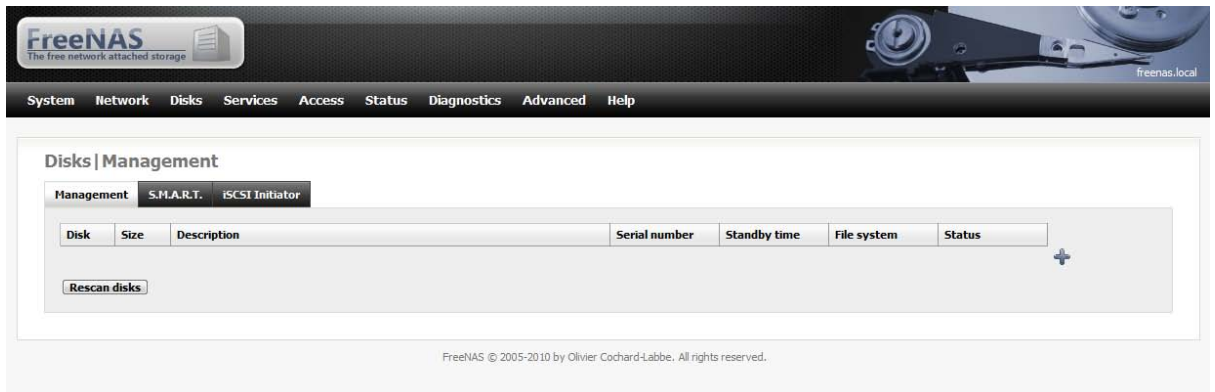 FreeNAS
The free network attached storage
freenas.local
System Network Disks Services Access Status Diagnostics Advanced Help
Disks|Management
Management S.M.A.R.T. iSCSI Initiator
Disk Size Description Serial number Standby time File system Status
Rescan disks
FreeNAS © 2005-2010 by Olivier Cochard-Labbe. All rights reserved.